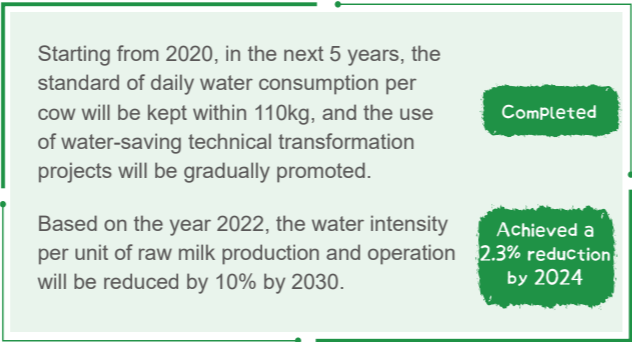 Starting from 2020, in the next 5 years, the
standard of daily water consumption per
cow will be kept within 110kg, and the use
of water-saving technical transformation
projects will be gradually promoted.
Completed
Based on the year 2022, the water intensity
per unit of raw milk production and operation
will be reduced by 10% by 2030.
Achieved a
2.3% reduction
by 2024